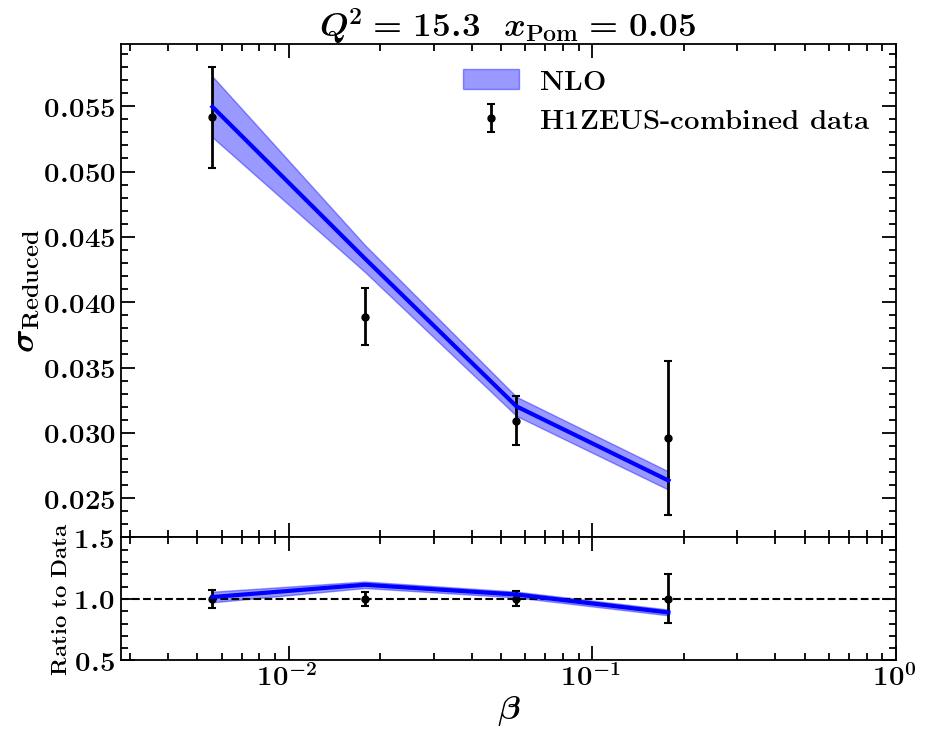 Q² = 15.3 x_Pom = 0.05
NLO
H1ZEUS-combined data
σ_Reduced
0.055
0.050
0.045
0.040
0.035
0.030
0.025
Ratio to Data
1.5
1.0
0.5
10⁻² 10⁻¹ 10⁰
β